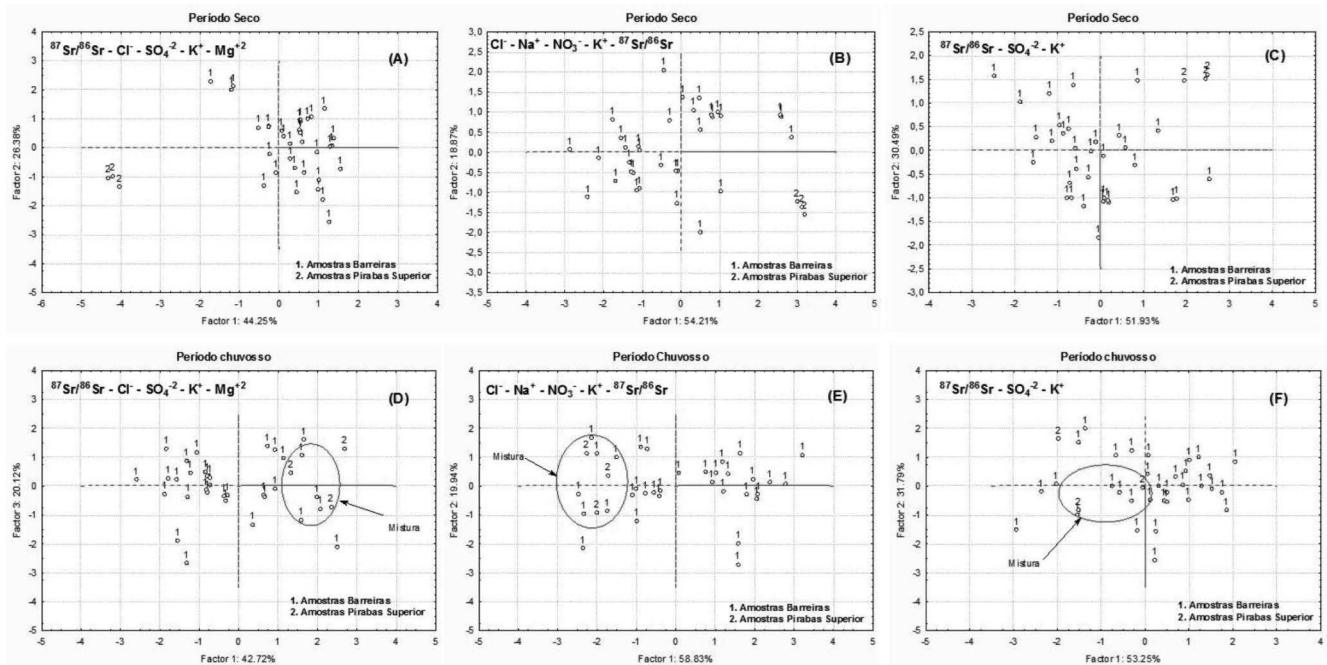 Período Seco
⁸⁷Sr/⁸⁶Sr - Cl⁻ - SO₄⁻² - K⁺ - Mg⁺²
(A)
Factor 2: 26.38%
1. Amostras Barreiras
2. Amostras Pirabas Superior
Factor 1: 44.25%
Período Seco
Cl⁻ - Na⁺ - NO₃⁻ - K⁺ - ⁸⁷Sr/⁸⁶Sr
(B)
Factor 2: 18.87%
1. Amostras Barreiras
2. Amostras Pirabas Superior
Factor 1: 54.21%
Período Seco
⁸⁷Sr/⁸⁶Sr - SO₄⁻² - K⁺
(C)
Factor 2: 30.49%
1. Amostras Barreiras
2. Amostras Pirabas Superior
Factor 1: 51.93%
Período chuvosso
⁸⁷Sr/⁸⁶Sr - Cl⁻ - SO₄⁻² - K⁺ - Mg⁺²
(D)
Factor 3: 20.12%
Mistura
1. Amostras Barreiras
2. Amostras Pirabas Superior
Factor 1: 42.72%
Período Chuvosso
Cl⁻ - Na⁺ - NO₃⁻ - K⁺ - ⁸⁷Sr/⁸⁶Sr
(E)
Mistura
Factor 2: 19.94%
1. Amostras Barreiras
2. Amostras Pirabas Superior
Factor 1: 58.83%
Período chuvosso
⁸⁷Sr/⁸⁶Sr - SO₄⁻² - K⁺
(F)
Factor 2: 31.79%
Mistura
1. Amostras Barreiras
2. Amostras Pirabas Superior
Factor 1: 53.25%